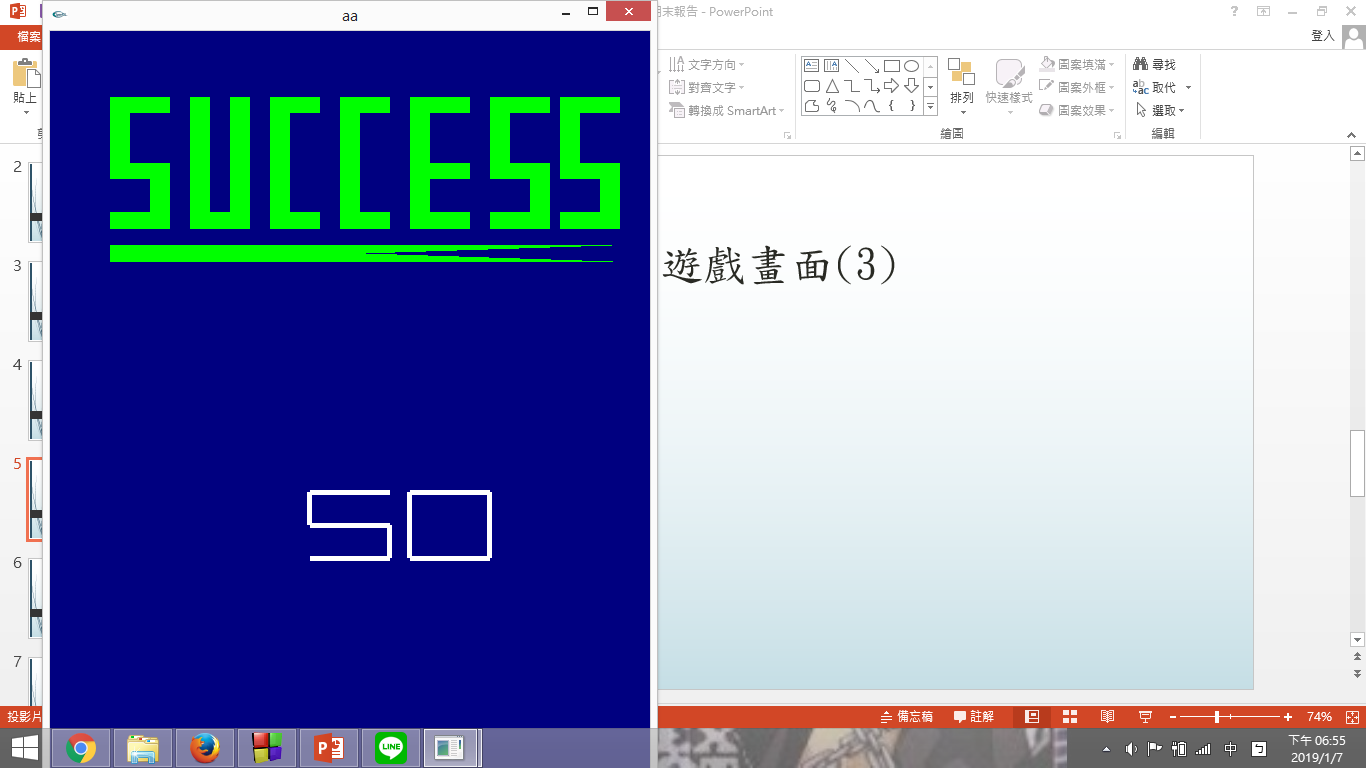 aa
SUCCESS
50
期末報告 - PowerPoint
登入
檔案
貼上
文字方向
對齊文字
轉換成 SmartArt
排列
快速樣式
圖案填滿
圖案外框
圖案效果
繪圖
尋找
取代
選取
編輯
2
3
4
5
6
7
遊戲畫面(3)
投影片
備忘稿
註解
74%
中
下午 06:55
2019/1/7